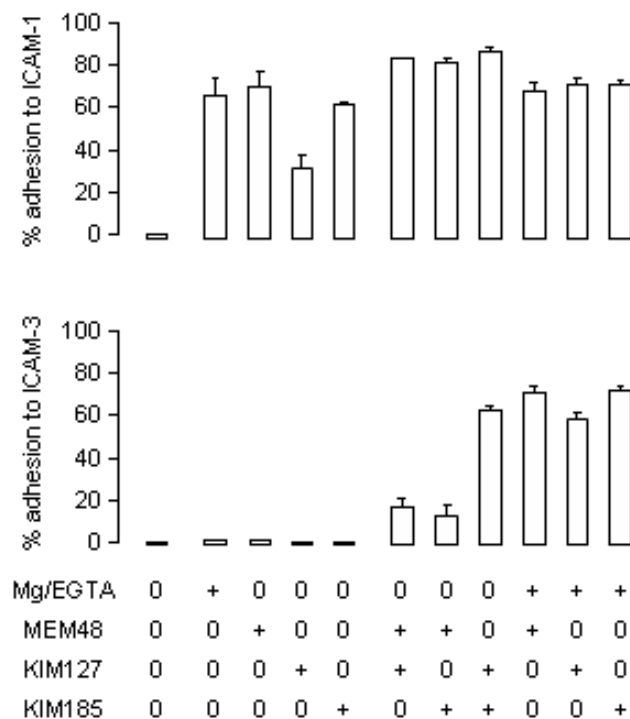 % adhesion to ICAM-1
100
80
60
40
20
0
% adhesion to ICAM-3
100
80
60
40
20
0
Mg/EGTA 0 + 0 0 0 0 0 0 + + +
MEM48 0 0 + 0 0 + + 0 + 0 0
KIM127 0 0 0 + 0 + 0 + 0 + 0
KIM185 0 0 0 0 + 0 + + 0 0 +